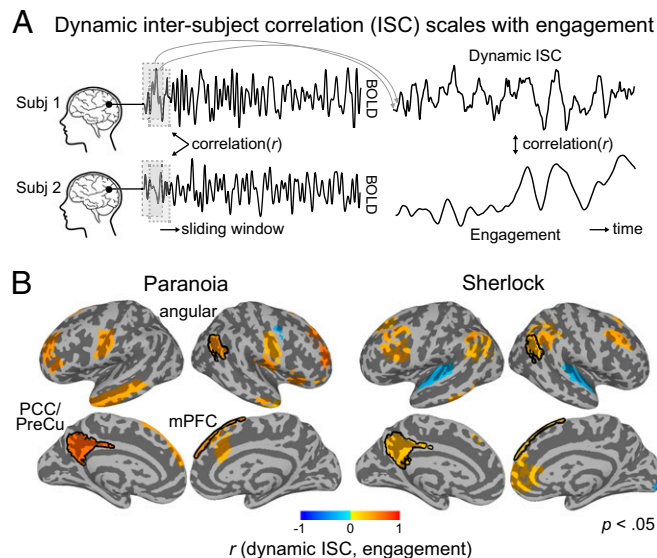 A Dynamic inter-subject correlation (ISC) scales with engagement
Dynamic ISC
Subj 1
BOLD
correlation(r)
correlation(r)
Subj 2
BOLD
sliding window
Engagement
time
B Paranoia
Sherlock
angular
PCC/
PreCu
mPFC
-1 0 1
p < .05
r (dynamic ISC, engagement)